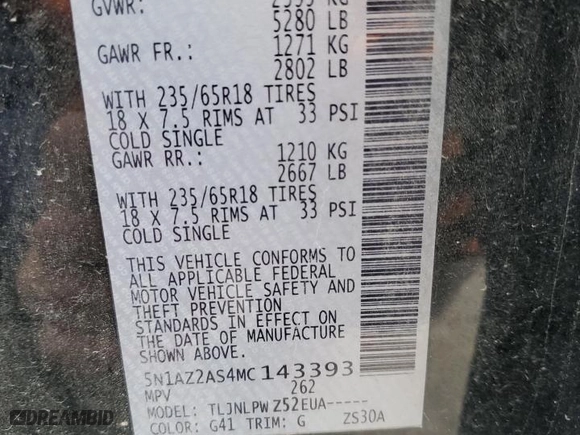 GVWR:
5280 LB
GAWR FR.: 1271 KG
2802 LB
WITH 235/65R18 TIRES
18 X 7.5 RIMS AT 33 PSI
COLD SINGLE
GAWR RR.: 1210 KG
2667 LB
WITH 235/65R18 TIRES
18 X 7.5 RIMS AT 33 PSI
COLD SINGLE
THIS VEHICLE CONFORMS TO
ALL APPLICABLE FEDERAL
MOTOR VEHICLE SAFETY AND
THEFT PREVENTION
STANDARDS IN EFFECT ON
THE DATE OF MANUFACTURE
SHOWN ABOVE.
5N1AZ2AS4MC143393
MPV 262
MODEL: TLJNLPW Z52EUA-----
COLOR: G41 TRIM: G ZS30A
DREAMBID